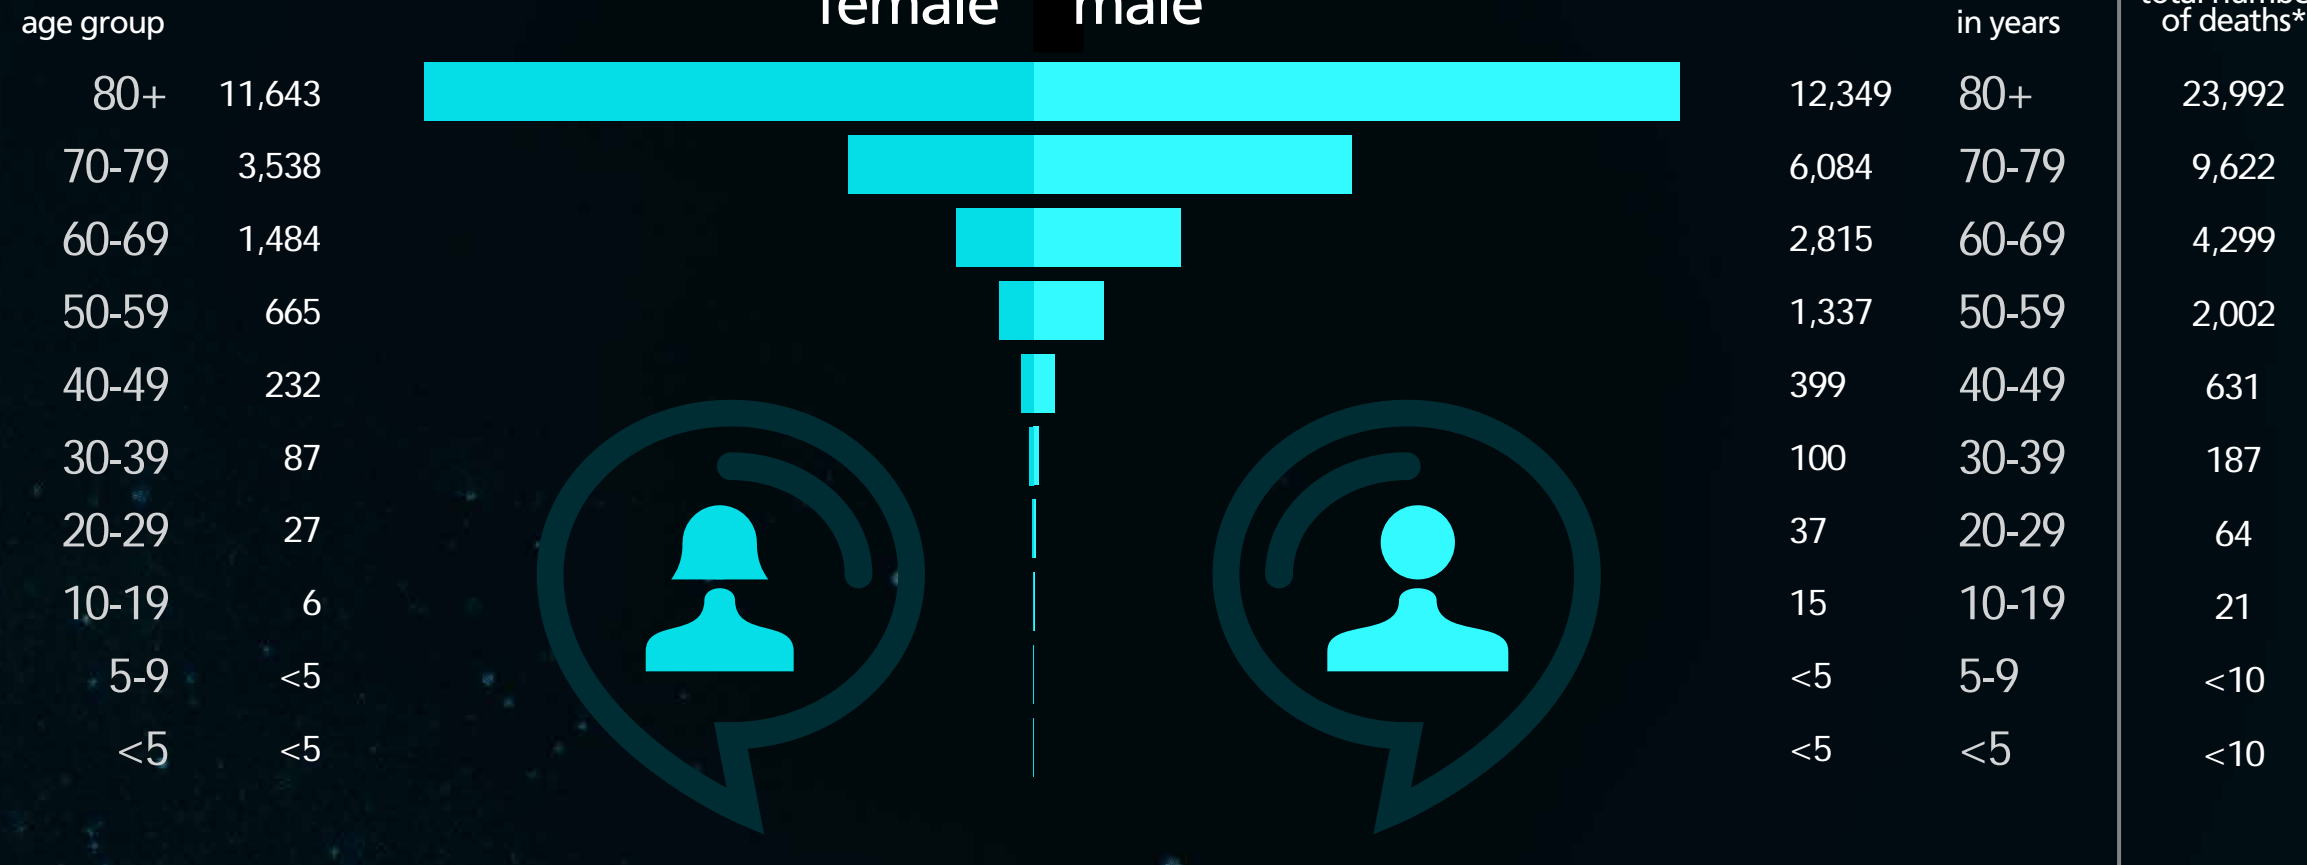 age group female male in years total number of deaths*
80+ 11,643 12,349 80+ 23,992
70-79 3,538 6,084 70-79 9,622
60-69 1,484 2,815 60-69 4,299
50-59 665 1,337 50-59 2,002
40-49 232 399 40-49 631
30-39 87 100 30-39 187
20-29 27 37 20-29 64
10-19 6 15 10-19 21
5-9 <5 <5 5-9 <10
<5 <5 <5 <5 <10